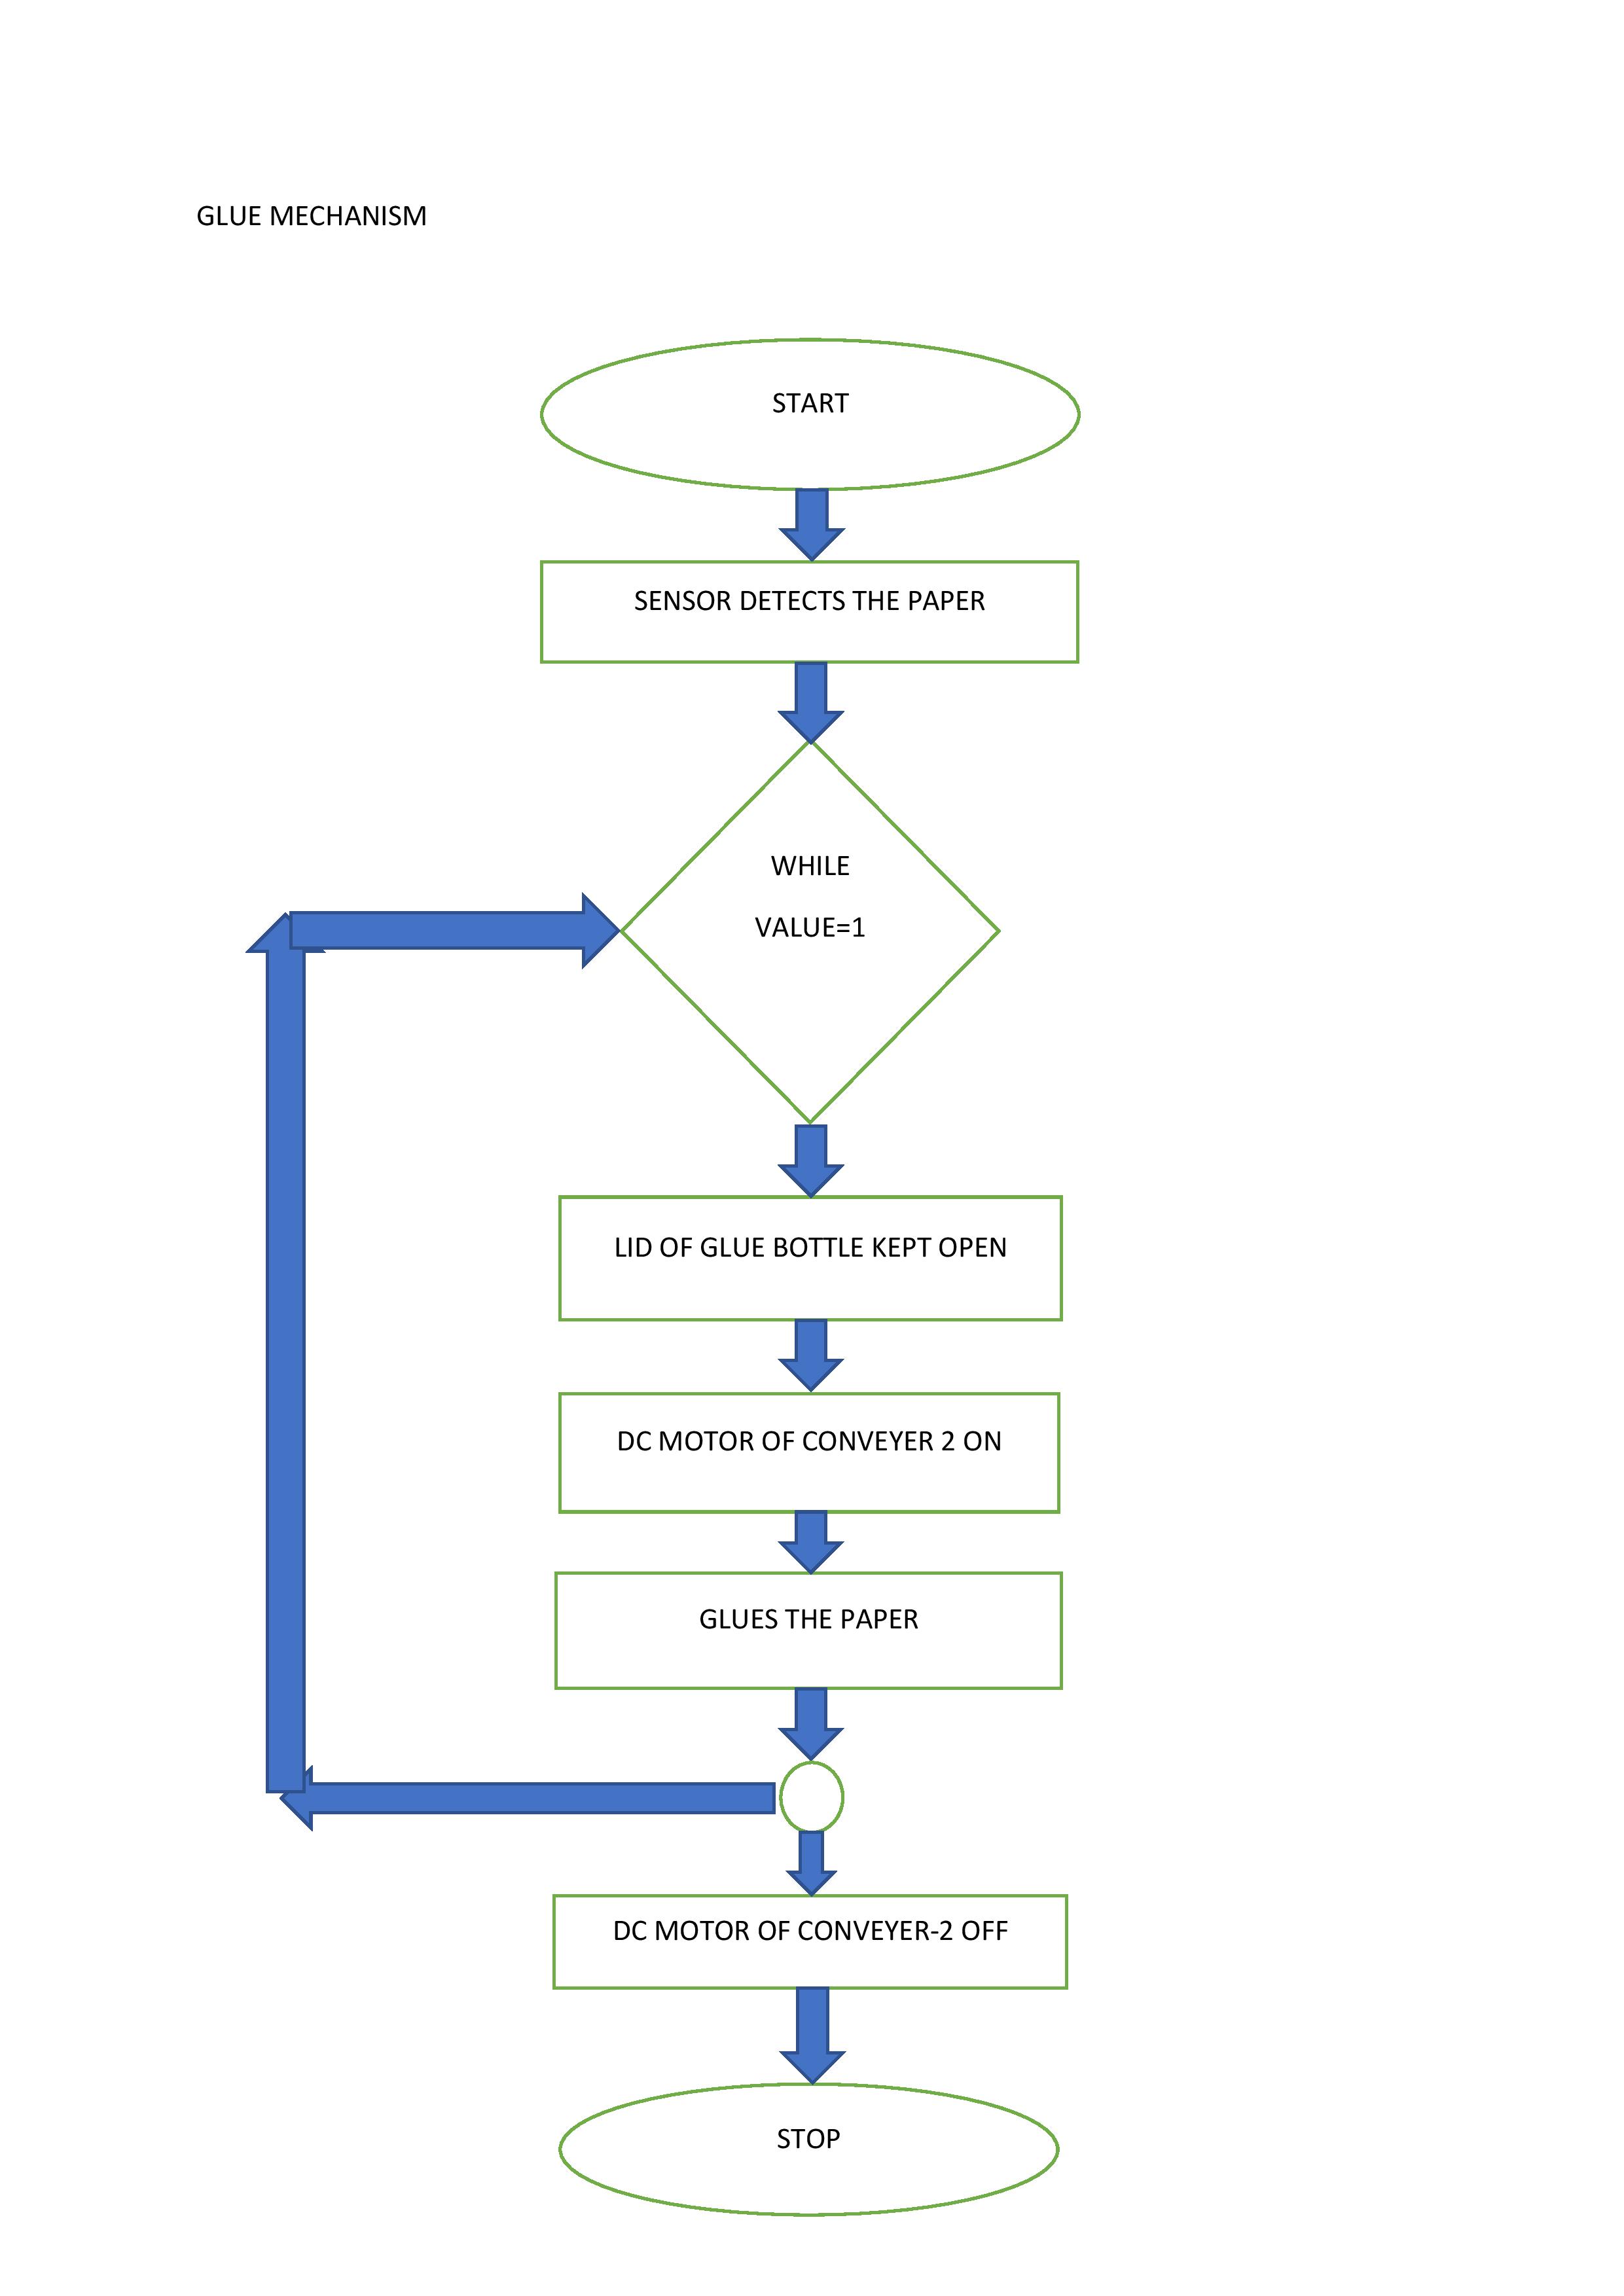 GLUE MECHANISM
START
SENSOR DETECTS THE PAPER
WHILE
VALUE=1
LID OF GLUE BOTTLE KEPT OPEN
DC MOTOR OF CONVEYER 2 ON
GLUES THE PAPER
DC MOTOR OF CONVEYER-2 OFF
STOP